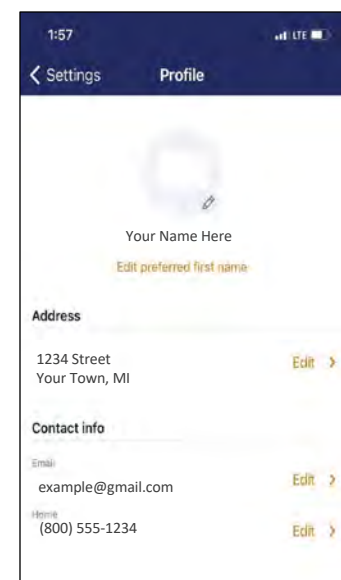 1:57
LTE
Settings Profile
Your Name Here
Edit preferred first name
Address
1234 Street Edit
Your Town, MI
Contact info
Email
example@gmail.com Edit
Home
(800) 555-1234 Edit